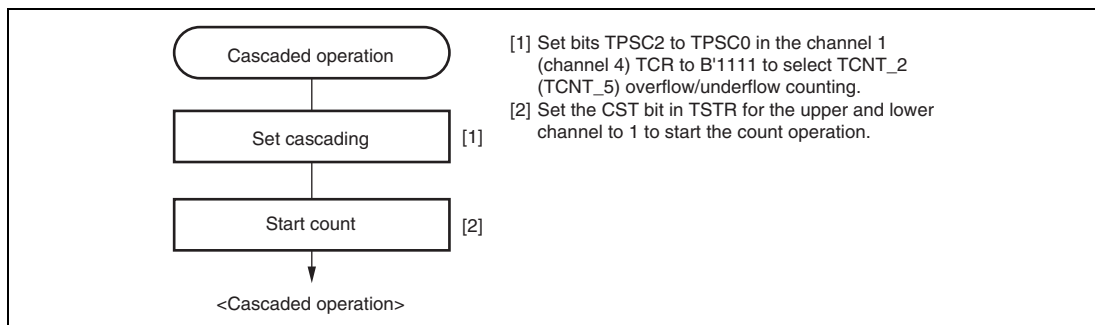 Cascaded operation
Set cascading
[1]
Start count
[2]
<Cascaded operation>
[1] Set bits TPSC2 to TPSC0 in the channel 1
(channel 4) TCR to B'1111 to select TCNT_2
(TCNT_5) overflow/underflow counting.
[2] Set the CST bit in TSTR for the upper and lower
channel to 1 to start the count operation.